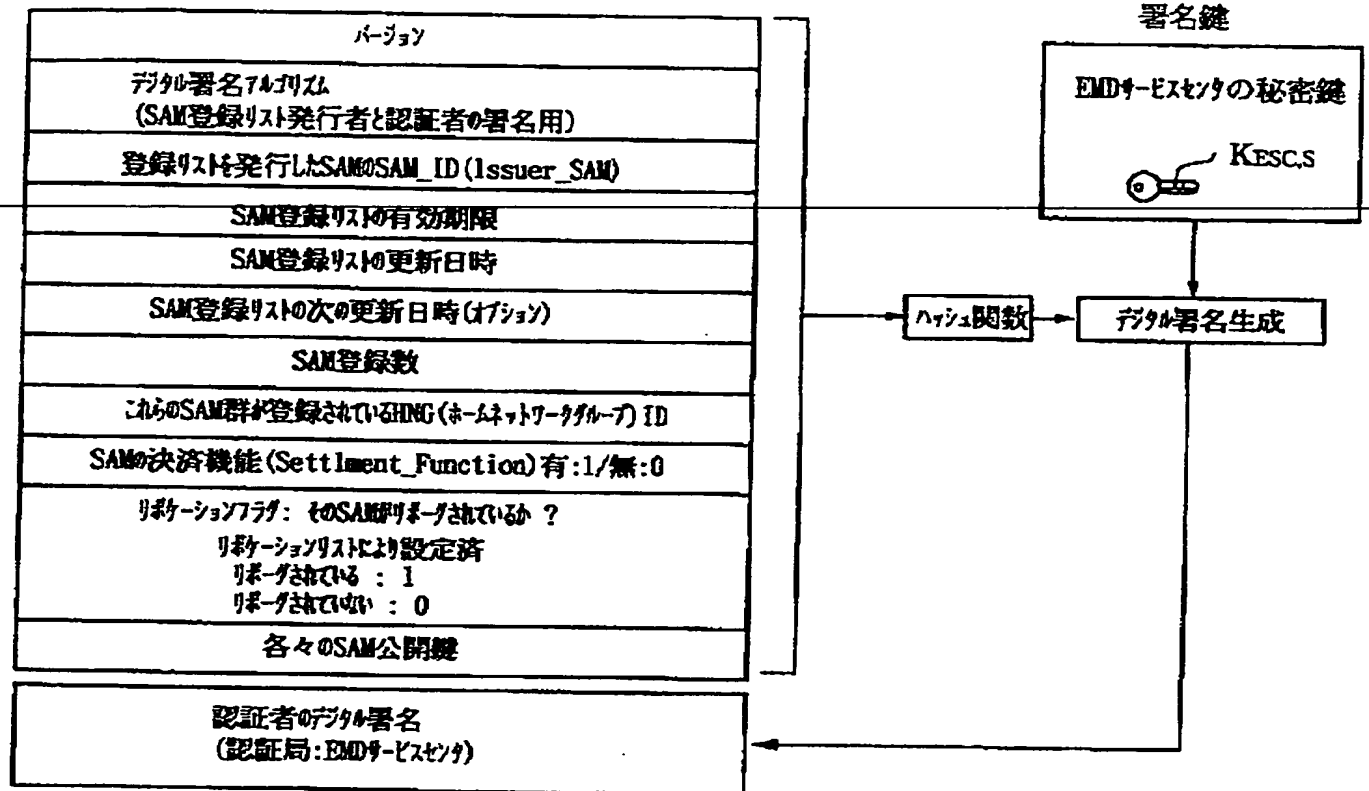 バージョン
デジタル署名アルゴリズム
(SAM登録リスト発行者と認証者の署名用)
登録リストを発行したSAMのSAM_ID(Issuer_SAM)
SAM登録リストの有効期限
SAM登録リストの更新日時
SAM登録リストの次の更新日時(オプション)
SAM登録数
これらのSAM群が登録されているHNG(ホームネットワークグループ)ID
SAMの決済機能(Settlment_Function)有:1/無:0
リボケーションフラグ: そのSAMがリボークされているか ?
リボケーションリストにより設定済
リボークされている : 1
リボークされていない : 0
各々のSAM公開鍵
認証者のデジタル署名
(認証局:EMDサービスセンタ)
ハッシュ関数
署名鍵
EMDサービスセンタの秘密鍵
KESC,S
デジタル署名生成